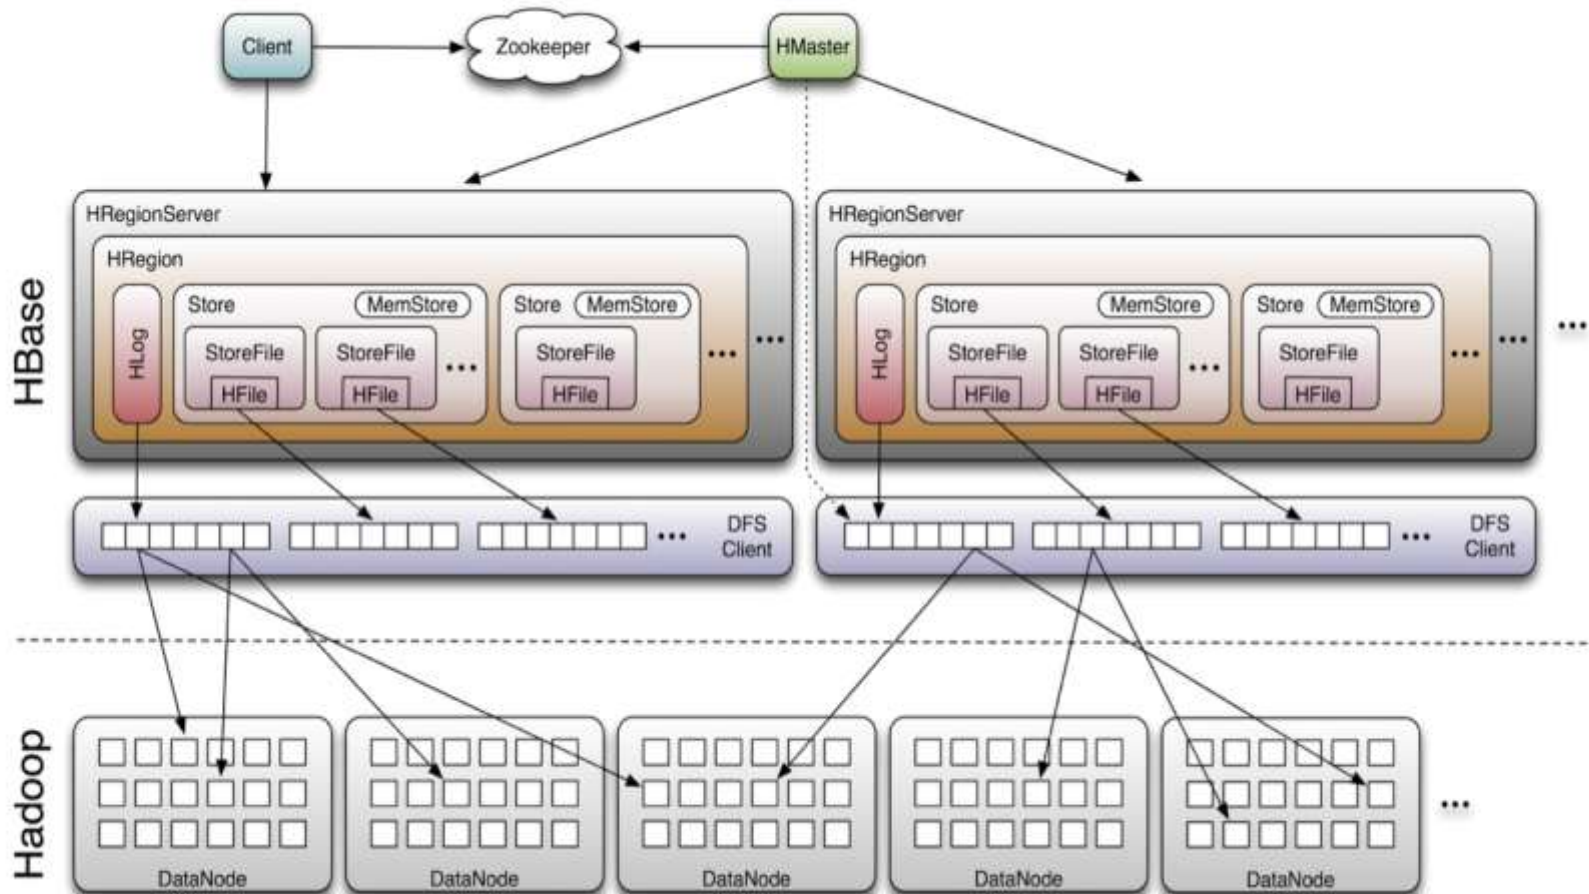 Client
Zookeeper
HMaster
HBase
HRegionServer
HRegion
HLog
Store
MemStore
StoreFile
HFile
StoreFile
HFile
...
Store
MemStore
StoreFile
HFile
...
...
HRegionServer
HRegion
HLog
Store
MemStore
StoreFile
HFile
StoreFile
HFile
...
Store
MemStore
StoreFile
HFile
...
...
...
...
DFS
Client
...
DFS
Client
Hadoop
DataNode
DataNode
DataNode
DataNode
DataNode
...